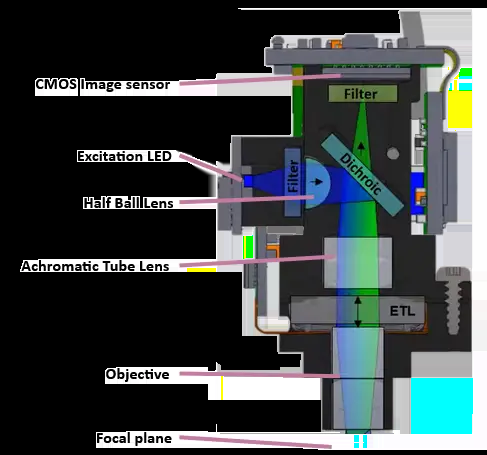 CMOS Image sensor
Filter
Excitation LED
Filter
Dichroic
Half Ball Lens
Achromatic Tube Lens
ETL
Objective
Focal plane